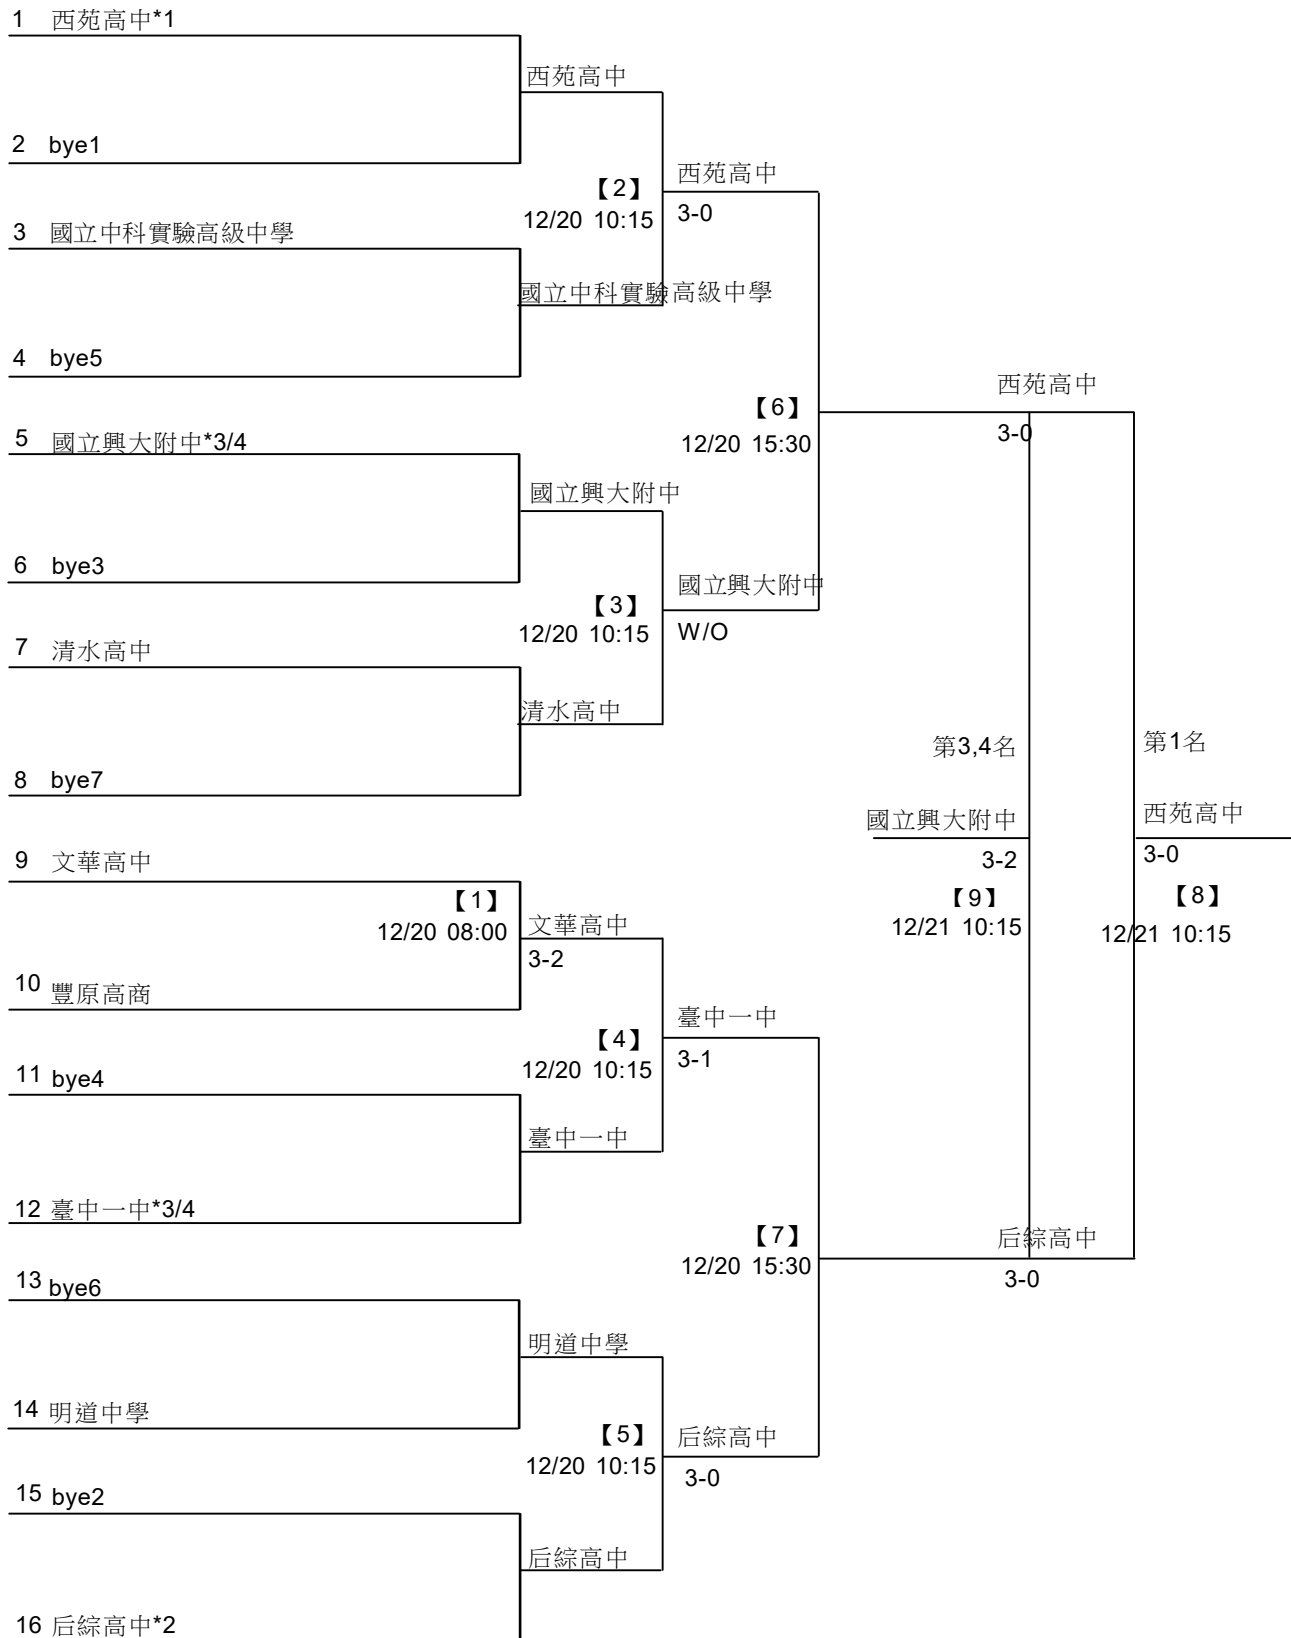 1 西苑高中*1
西苑高中
2 bye1
西苑高中
【2】
12/20 10:15
3-0
3 國立中科實驗高級中學
國立中科實驗高級中學
4 bye5
西苑高中
【6】
12/20 15:30
3-0
5 國立興大附中*3/4
國立興大附中
6 bye3
國立興大附中
【3】
12/20 10:15
W/O
7 清水高中
清水高中
第3,4名
第1名
8 bye7
國立興大附中
西苑高中
3-2
3-0
【9】
【8】
12/21 10:15
12/21 10:15
9 文華高中
【1】
12/20 08:00
文華高中
3-2
10 豐原高商
臺中一中
【4】
12/20 10:15
3-1
11 bye4
臺中一中
12 臺中一中*3/4
【7】
12/20 15:30
后綜高中
3-0
13 bye6
明道中學
14 明道中學
【5】
12/20 10:15
后綜高中
3-0
15 bye2
后綜高中
16 后綜高中*2